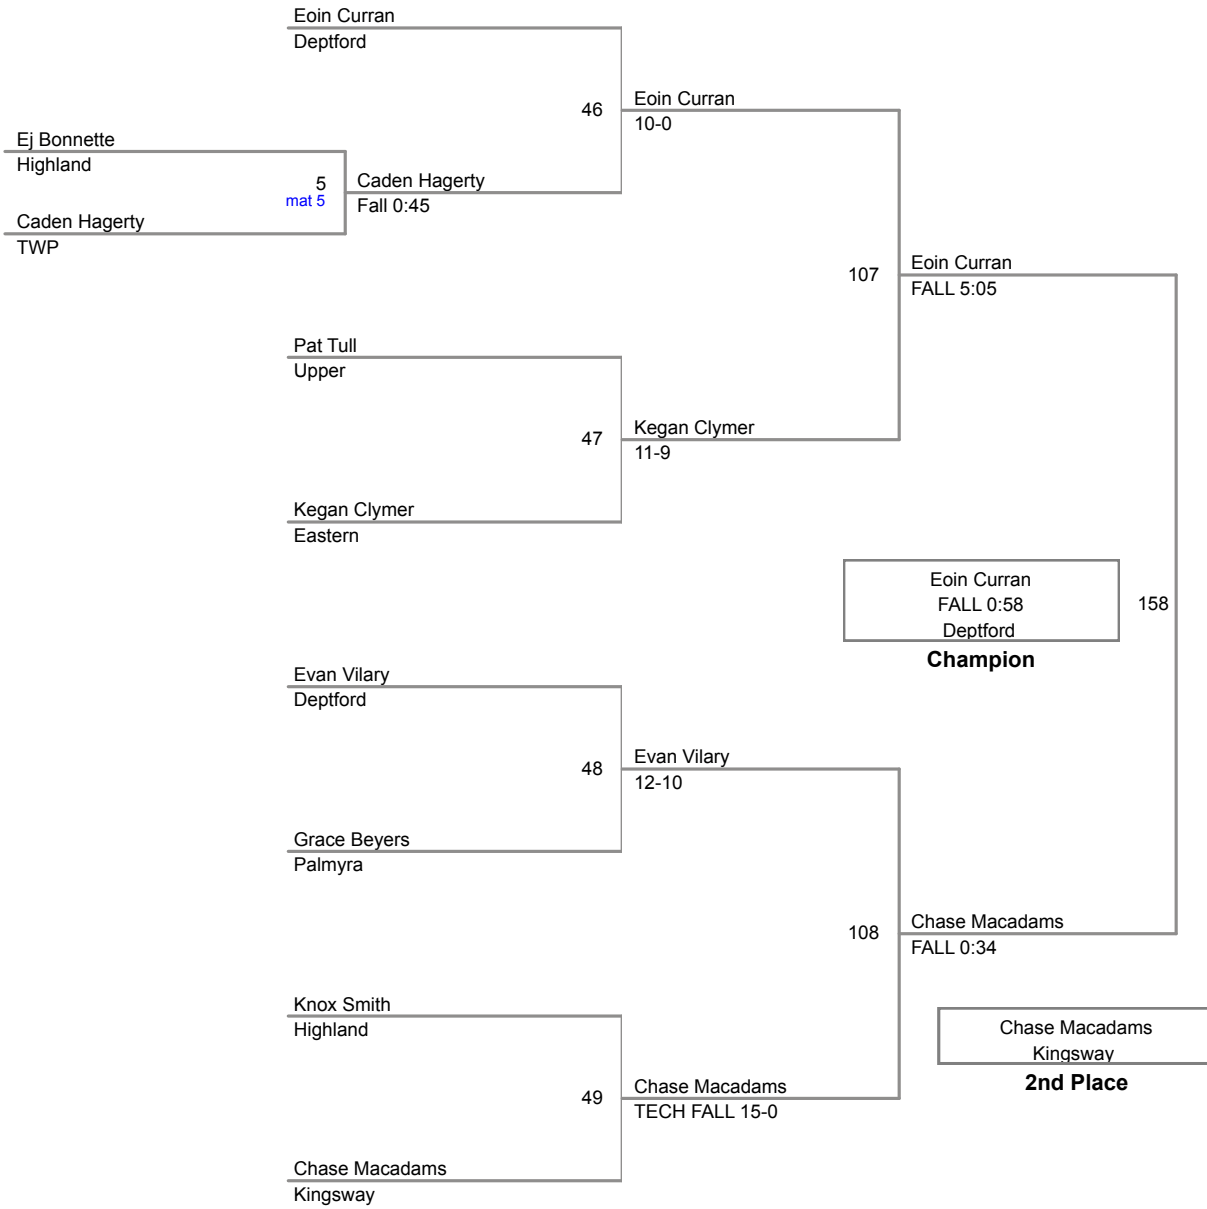 Eoin Curran
Deptford
46
Eoin Curran
10-0
Ej Bonnette
Highland
5
mat 5
Caden Hagerty
Fall 0:45
Caden Hagerty
TWP
107
Eoin Curran
FALL 5:05
Pat Tull
Upper
47
Kegan Clymer
11-9
Kegan Clymer
Eastern
Eoin Curran
FALL 0:58
Deptford
Champion
158
Evan Vilary
Deptford
48
Evan Vilary
12-10
Grace Beyers
Palmyra
108
Chase Macadams
FALL 0:34
Knox Smith
Highland
Chase Macadams
Kingsway
2nd Place
49
Chase Macadams
TECH FALL 15-0
Chase Macadams
Kingsway